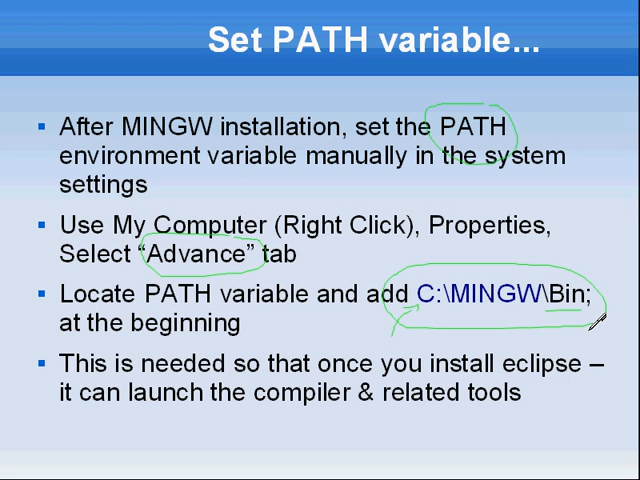 Set PATH variable...
After MINGW installation, set the PATH
environment variable manually in the system
settings
Use My Computer (Right Click), Properties,
Select “Advance” tab
Locate PATH variable and add C:\MINGW\Bin;
at the beginning
This is needed so that once you install eclipse –
it can launch the compiler & related tools